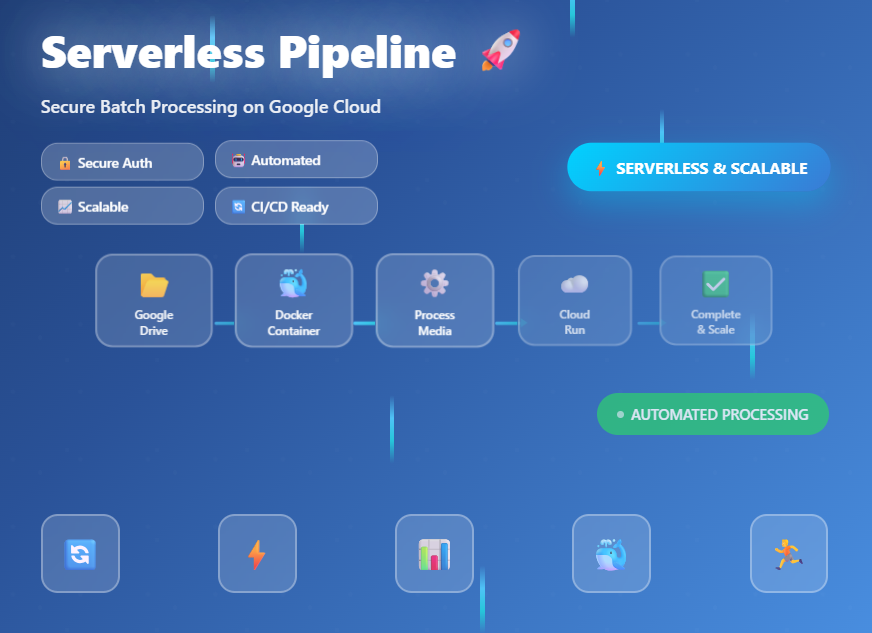 Serverless Pipeline 🚀
Secure Batch Processing on Google Cloud
Secure Auth
Automated
Scalable
CI/CD Ready
SERVERLESS & SCALABLE
Google
Drive
Docker
Container
Process
Media
Cloud
Run
Complete
& Scale
AUTOMATED PROCESSING